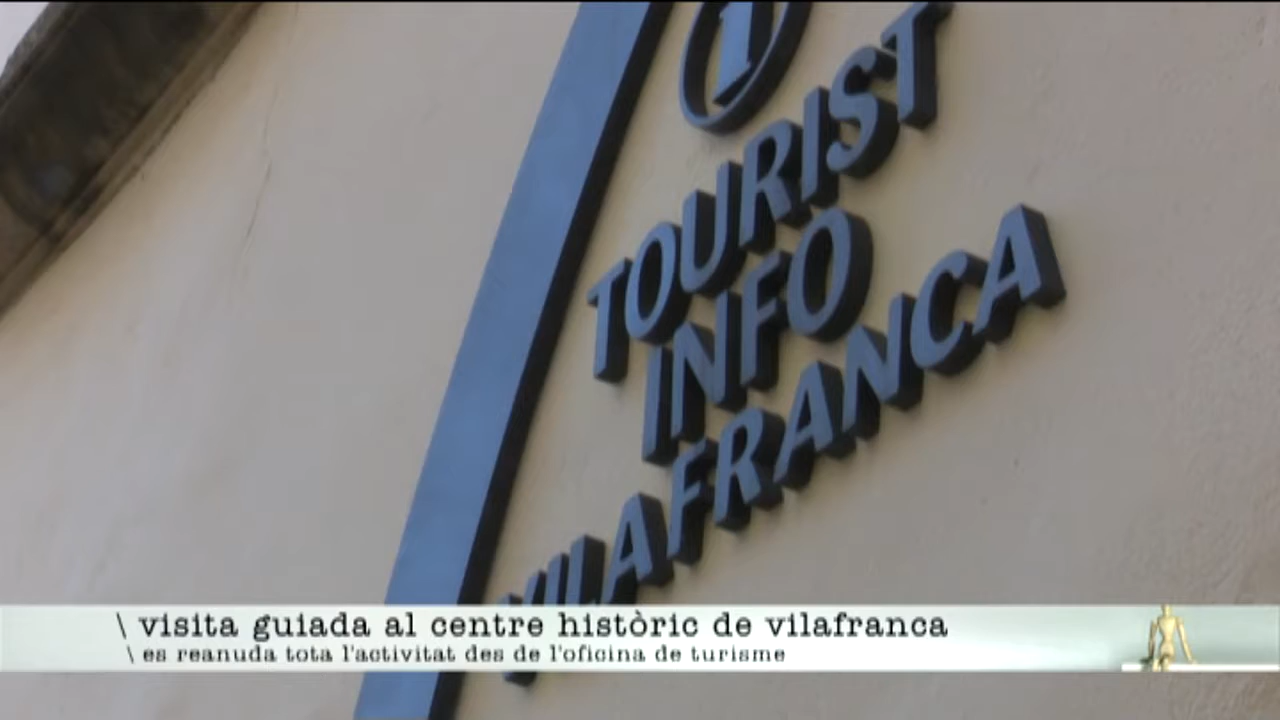 i
TOURIST
INFO
VILAFRANCA
\ visita guiada al centre històric de vilafranca
\ es reanuda tota l'activitat des de l'oficina de turisme